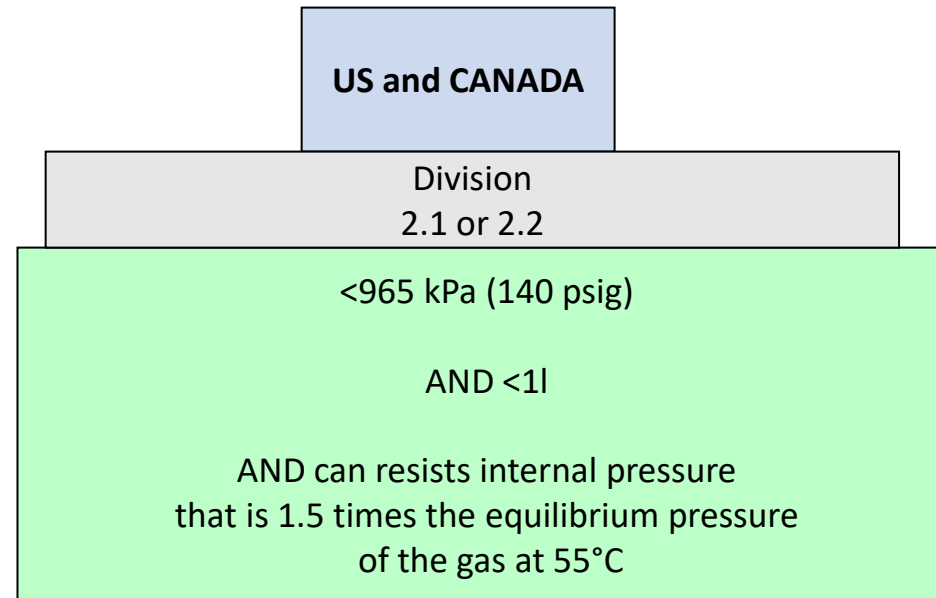 US and CANADA
Division
2.1 or 2.2
<965 kPa (140 psig)
AND <1l
AND can resists internal pressure
that is 1.5 times the equilibrium pressure
of the gas at 55°C